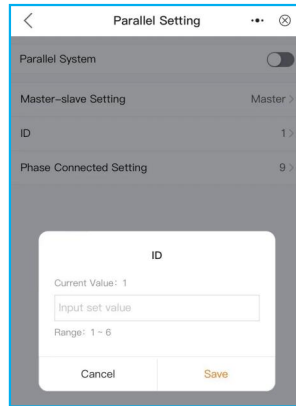 Parallel Setting
Parallel System
Master-slave Setting Master >
ID 1 >
Phase Connected Setting 9 >
ID
Current Value: 1
Input set value
Range: 1 ~ 6
Cancel Save